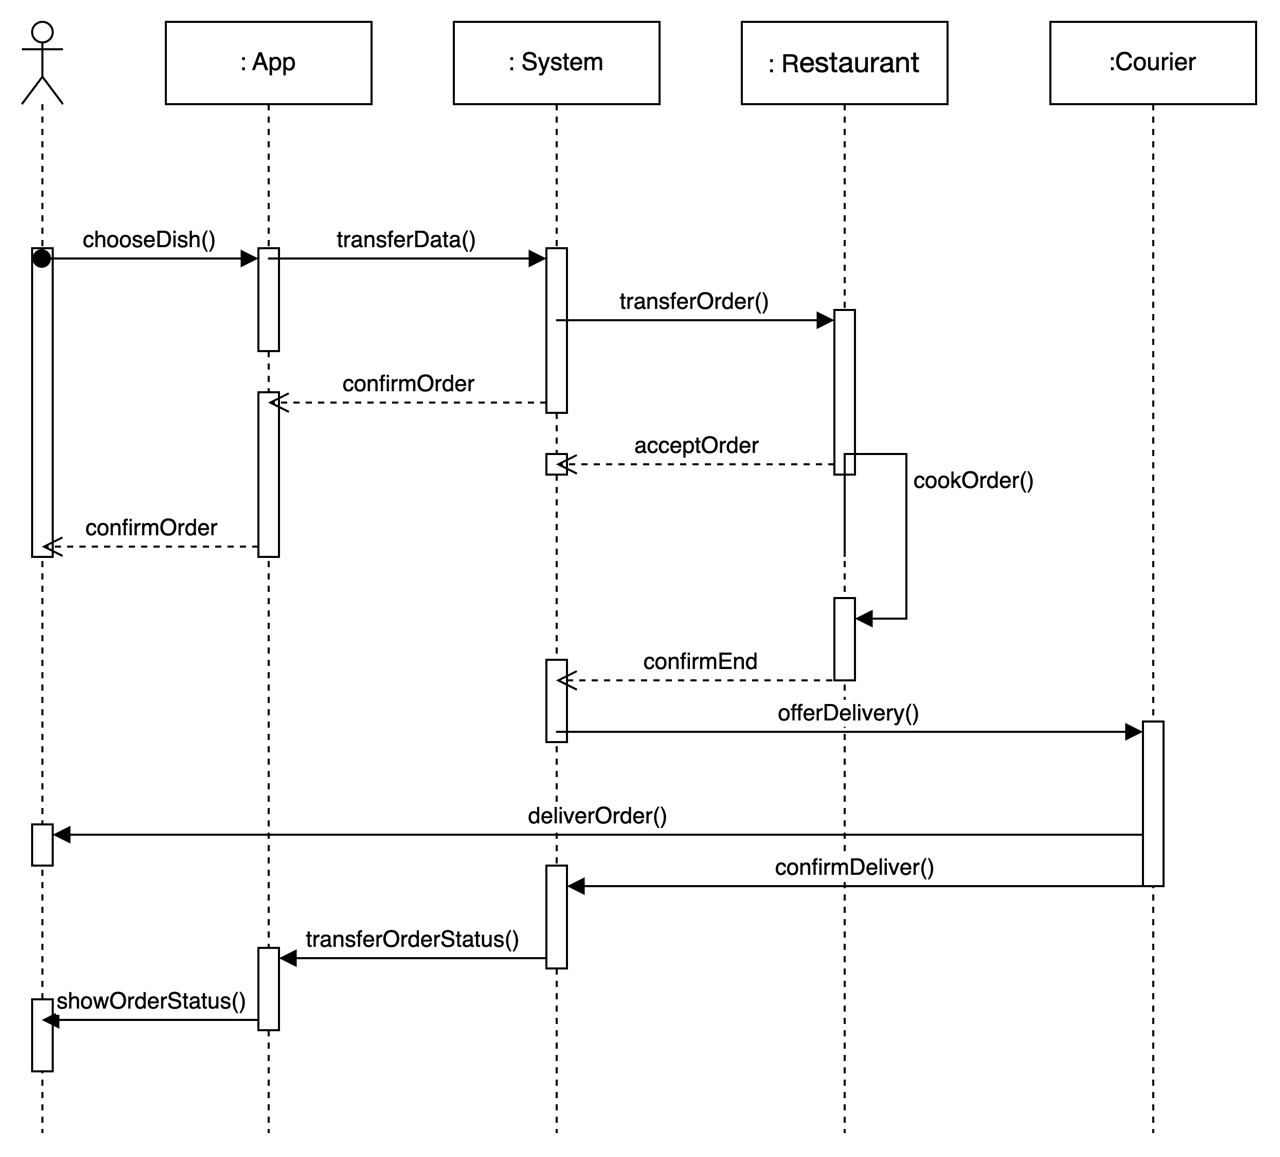 : App
: System
: Restaurant
:Courier
chooseDish()
transferData()
transferOrder()
confirmOrder
acceptOrder
cookOrder()
confirmOrder
confirmEnd
offerDelivery()
deliverOrder()
confirmDeliver()
transferOrderStatus()
showOrderStatus()